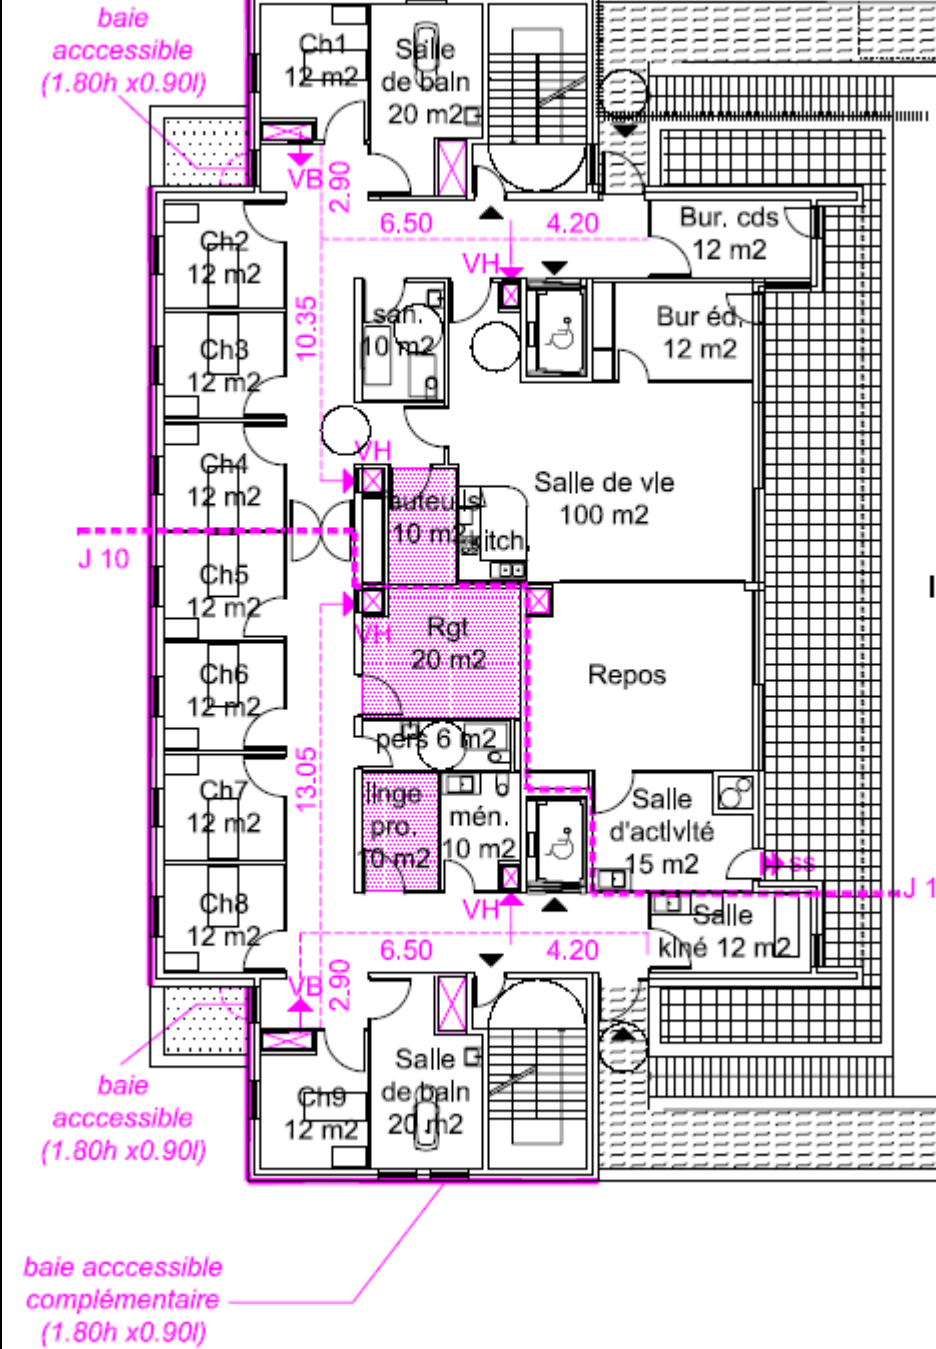 baie
acccessible
(1.80h x0.90l)
Ch1
12 m2
Salle
de bain
20 m2
VB
2.90
6.50
4.20
Bur. cds
12 m2
Ch2
12 m2
VH
10.35
san.
10 m2
Bur éd.
12 m2
Ch3
12 m2
VH
Ch4
12 m2
Salle de vie
100 m2
10 m2
kitch.
J 10
Ch5
12 m2
VH
Rgt
20 m2
Repos
Ch6
12 m2
pers 6 m2
13.05
Ch7
12 m2
linge
pro.
10 m2
mén.
10 m2
Salle
d'activité
15 m2
ss
J 1
Ch8
12 m2
VH
Salle
kiné 12 m2
6.50
4.20
VB
2.90
baie
acccessible
(1.80h x0.90l)
Ch9
12 m2
Salle
de bain
20 m2
baie acccessible
complémentaire
(1.80h x0.90l)